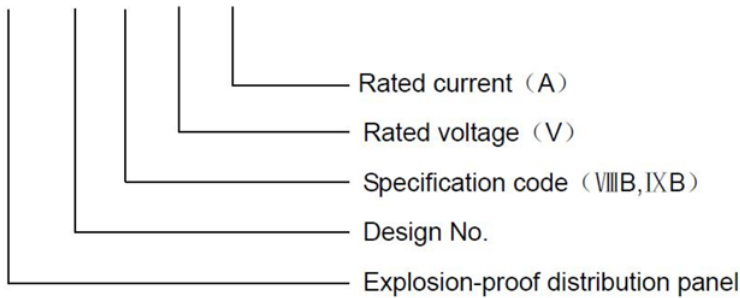 Rated current（A）
Rated voltage（V）
Specification code（ⅧB,ⅨB）
Design No.
Explosion-proof distribution panel